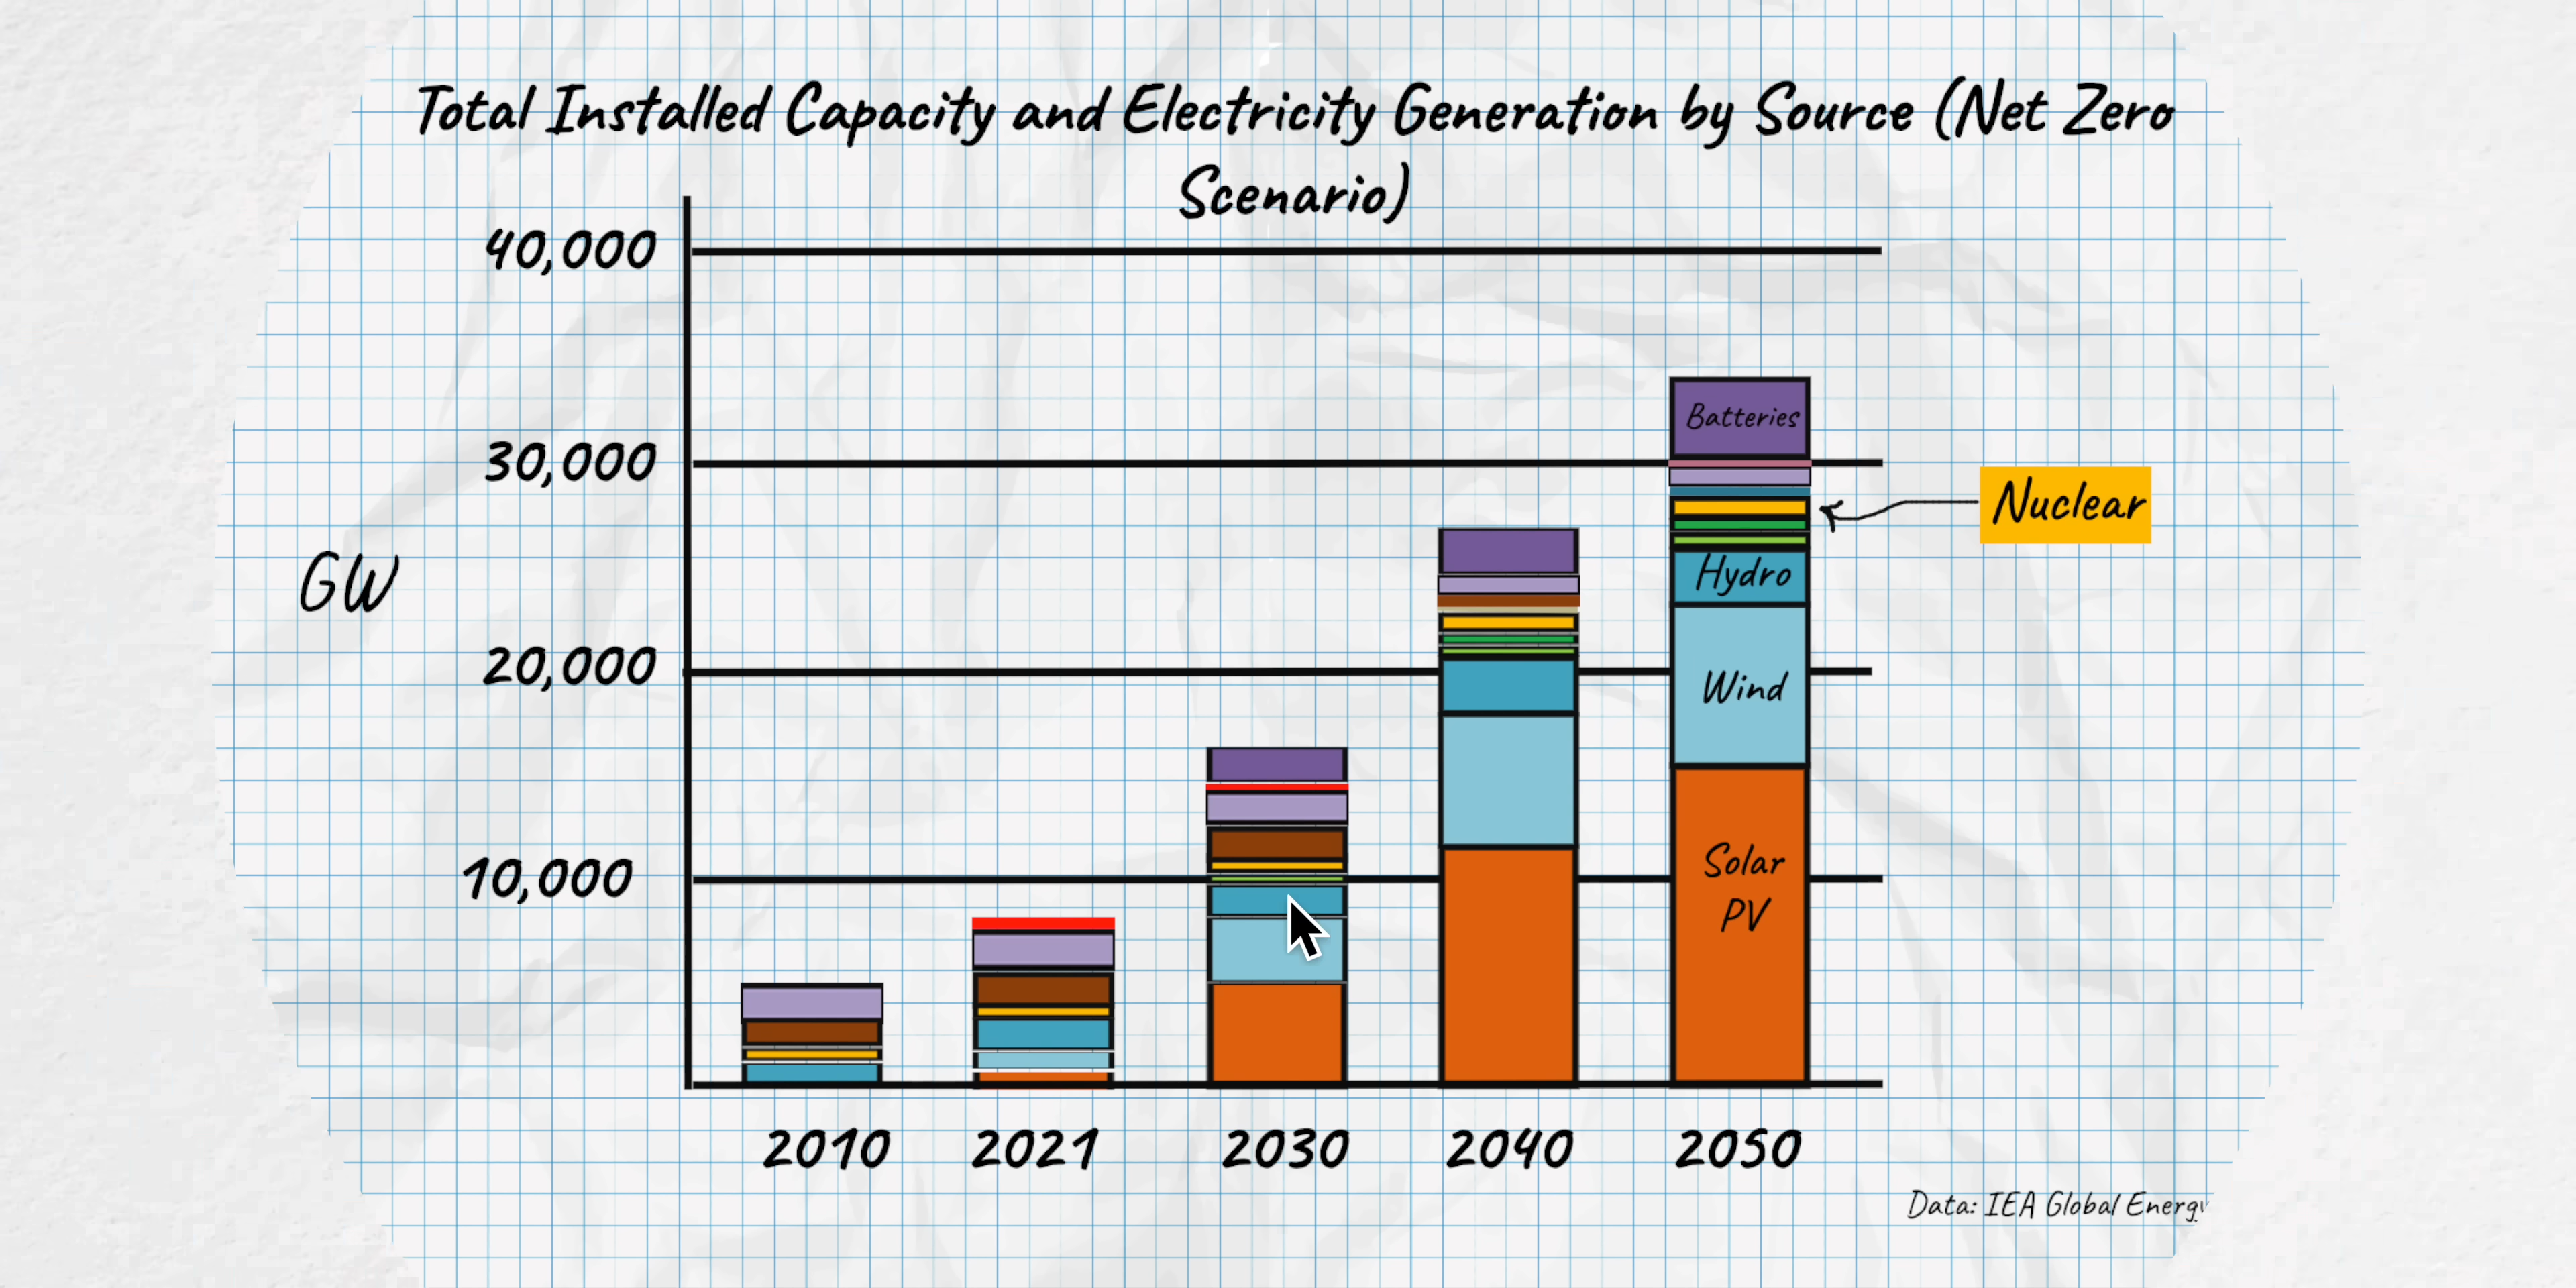 Total Installed Capacity and Electricity Generation by Source (Net Zero
Scenario)
40,000
30,000
20,000
10,000
GW
Batteries
Nuclear
Hydro
Wind
Solar
PV
2010 2021 2030 2040 2050
Data: IEA Global Energy